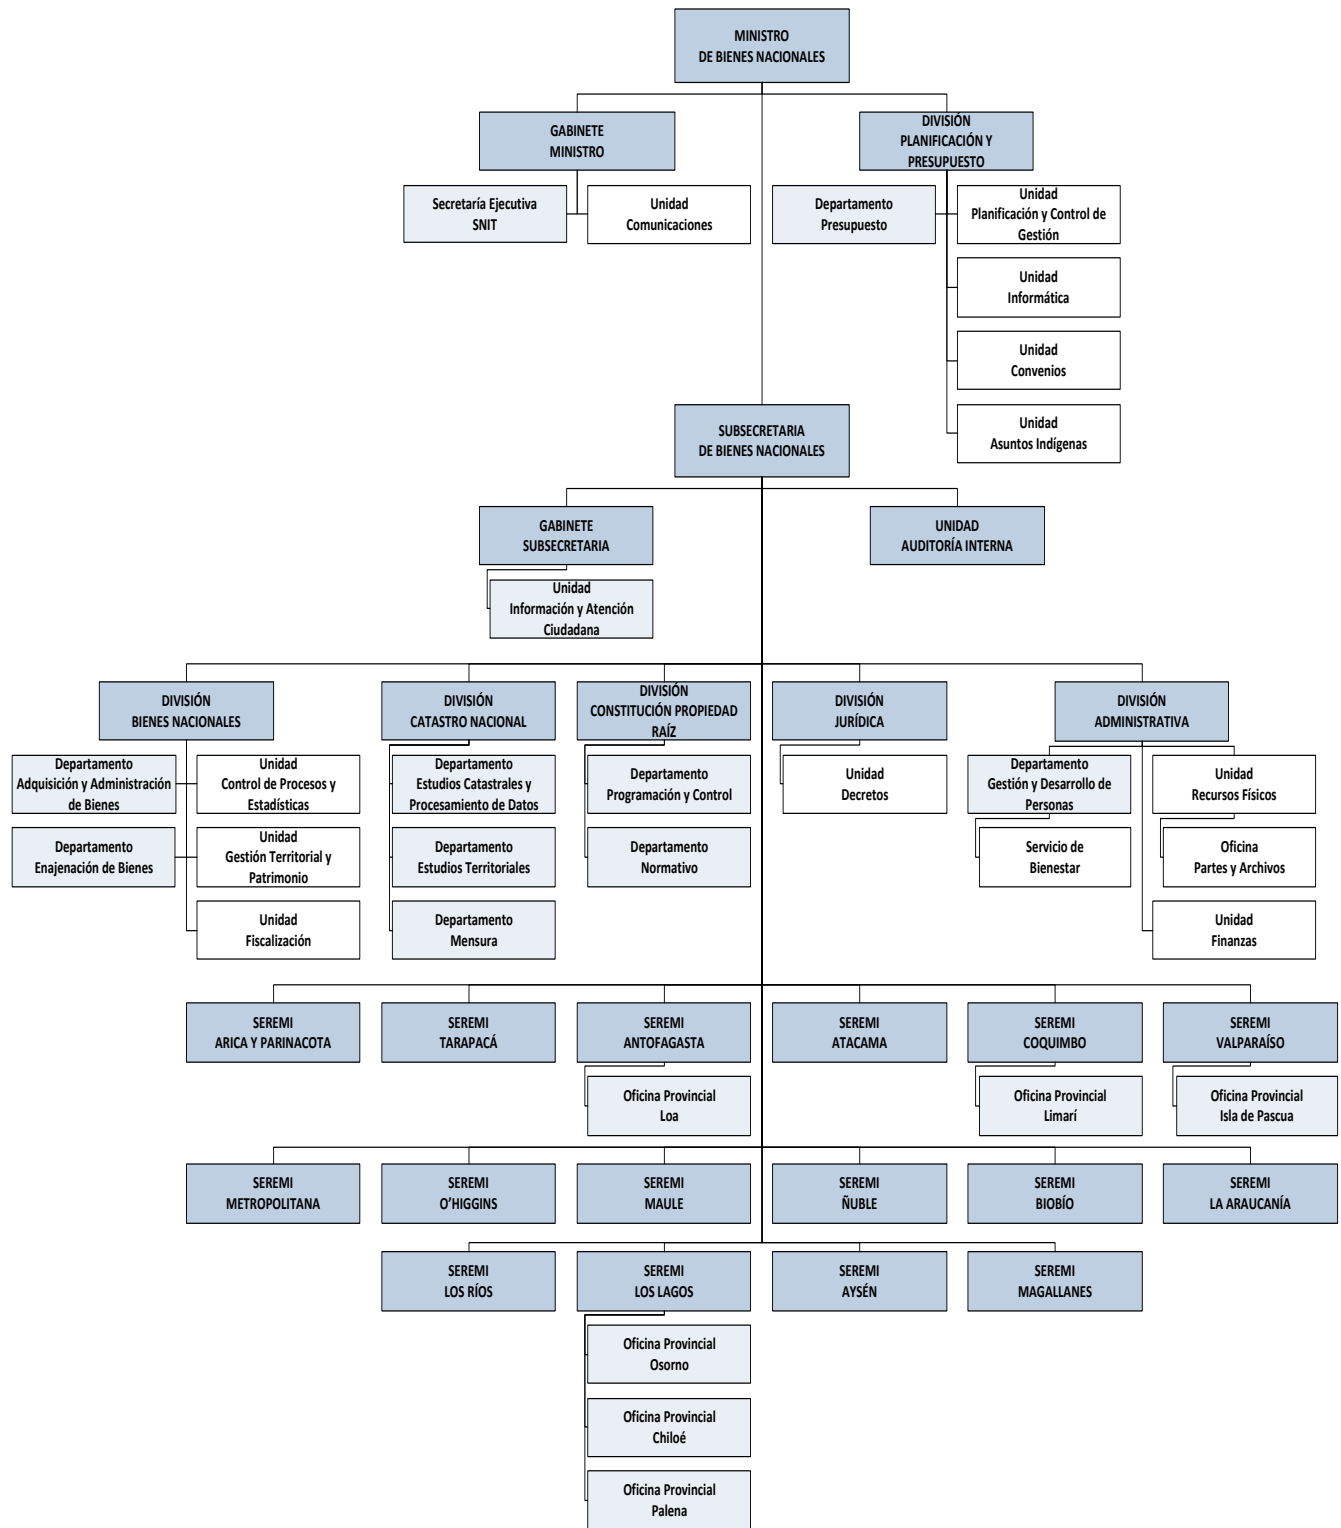 MINISTRO
DE BIENES NACIONALES
GABINETE
MINISTRO
DIVISIÓN
PLANIFICACIÓN Y
PRESUPUESTO
Secretaría Ejecutiva
SNIT
Unidad
Comunicaciones
Departamento
Presupuesto
Unidad
Planificación y Control de
Gestión
Unidad
Informática
Unidad
Convenios
Unidad
Asuntos Indígenas
SUBSECRETARIA
DE BIENES NACIONALES
GABINETE
SUBSECRETARIA
UNIDAD
AUDITORÍA INTERNA
Unidad
Información y Atención
Ciudadana
DIVISIÓN
BIENES NACIONALES
DIVISIÓN
CATASTRO NACIONAL
DIVISIÓN
CONSTITUCIÓN PROPIEDAD
RAÍZ
DIVISIÓN
JURÍDICA
DIVISIÓN
ADMINISTRATIVA
Departamento
Adquisición y Administración
de Bienes
Unidad
Control de Procesos y
Estadísticas
Departamento
Estudios Catastrales y
Procesamiento de Datos
Departamento
Programación y Control
Unidad
Decretos
Departamento
Gestión y Desarrollo de
Personas
Unidad
Recursos Físicos
Departamento
Enajenación de Bienes
Unidad
Gestión Territorial y
Patrimonio
Departamento
Estudios Territoriales
Departamento
Normativo
Servicio de
Bienestar
Oficina
Partes y Archivos
Unidad
Fiscalización
Departamento
Mensura
Unidad
Finanzas
SEREMI
ARICA Y PARINACOTA
SEREMI
TARAPACÁ
SEREMI
ANTOFAGASTA
SEREMI
ATACAMA
SEREMI
COQUIMBO
SEREMI
VALPARAÍSO
Oficina Provincial
Loa
Oficina Provincial
Limarí
Oficina Provincial
Isla de Pascua
SEREMI
METROPOLITANA
SEREMI
O'HIGGINS
SEREMI
MAULE
SEREMI
ÑUBLE
SEREMI
BIOBÍO
SEREMI
LA ARAUCANÍA
SEREMI
LOS RÍOS
SEREMI
LOS LAGOS
SEREMI
AYSÉN
SEREMI
MAGALLANES
Oficina Provincial
Osorno
Oficina Provincial
Chiloé
Oficina Provincial
Palena